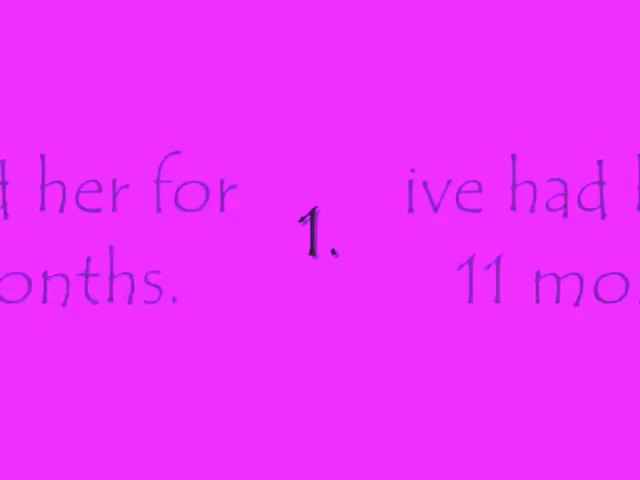 d her for
onths.
1.
ive had h
11 mo